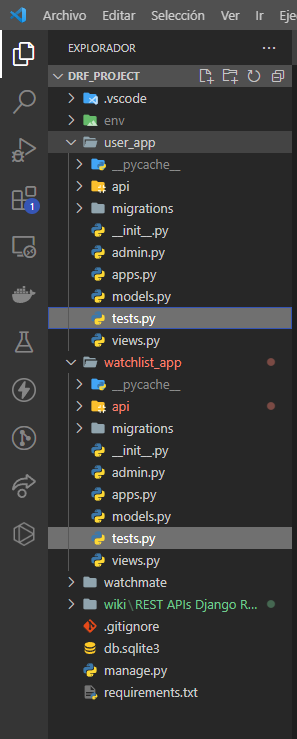 Archivo Editar Selección Ver Ir Eje
EXPLORADOR
DRF_PROJECT
.vscode
env
user_app
__pycache__
api
migrations
__init__.py
admin.py
apps.py
models.py
tests.py
views.py
watchlist_app
__pycache__
api
migrations
__init__.py
admin.py
apps.py
models.py
tests.py
views.py
watchmate
wiki\REST APIs Django R...
.gitignore
db.sqlite3
manage.py
requirements.txt
1